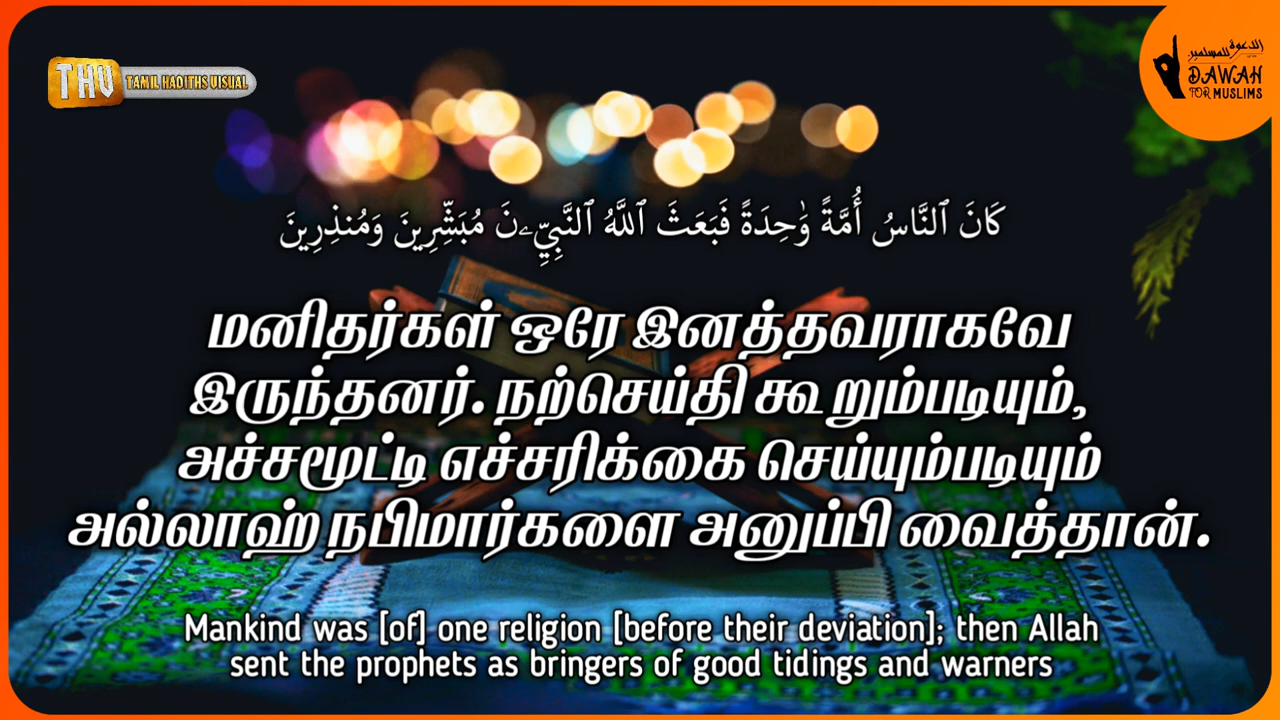 THV
TAMIL HADITHS VISUAL
الدعوة للمسلمين
DAWAH
FOR MUSLIMS
كَانَ ٱلنَّاسُ أُمَّةً وَٰحِدَةً فَبَعَثَ ٱللَّهُ ٱلنَّبِيِّـۧنَ مُبَشِّرِينَ وَمُنذِرِينَ
மனிதர்கள் ஒரே இனத்தவராகவே
இருந்தனர். நற்செய்தி கூறும்படியும்,
அச்சமூட்டி எச்சரிக்கை செய்யும்படியும்
அல்லாஹ் நபிமார்களை அனுப்பி வைத்தான்.
Mankind was [of] one religion [before their deviation]; then Allah
sent the prophets as bringers of good tidings and warners